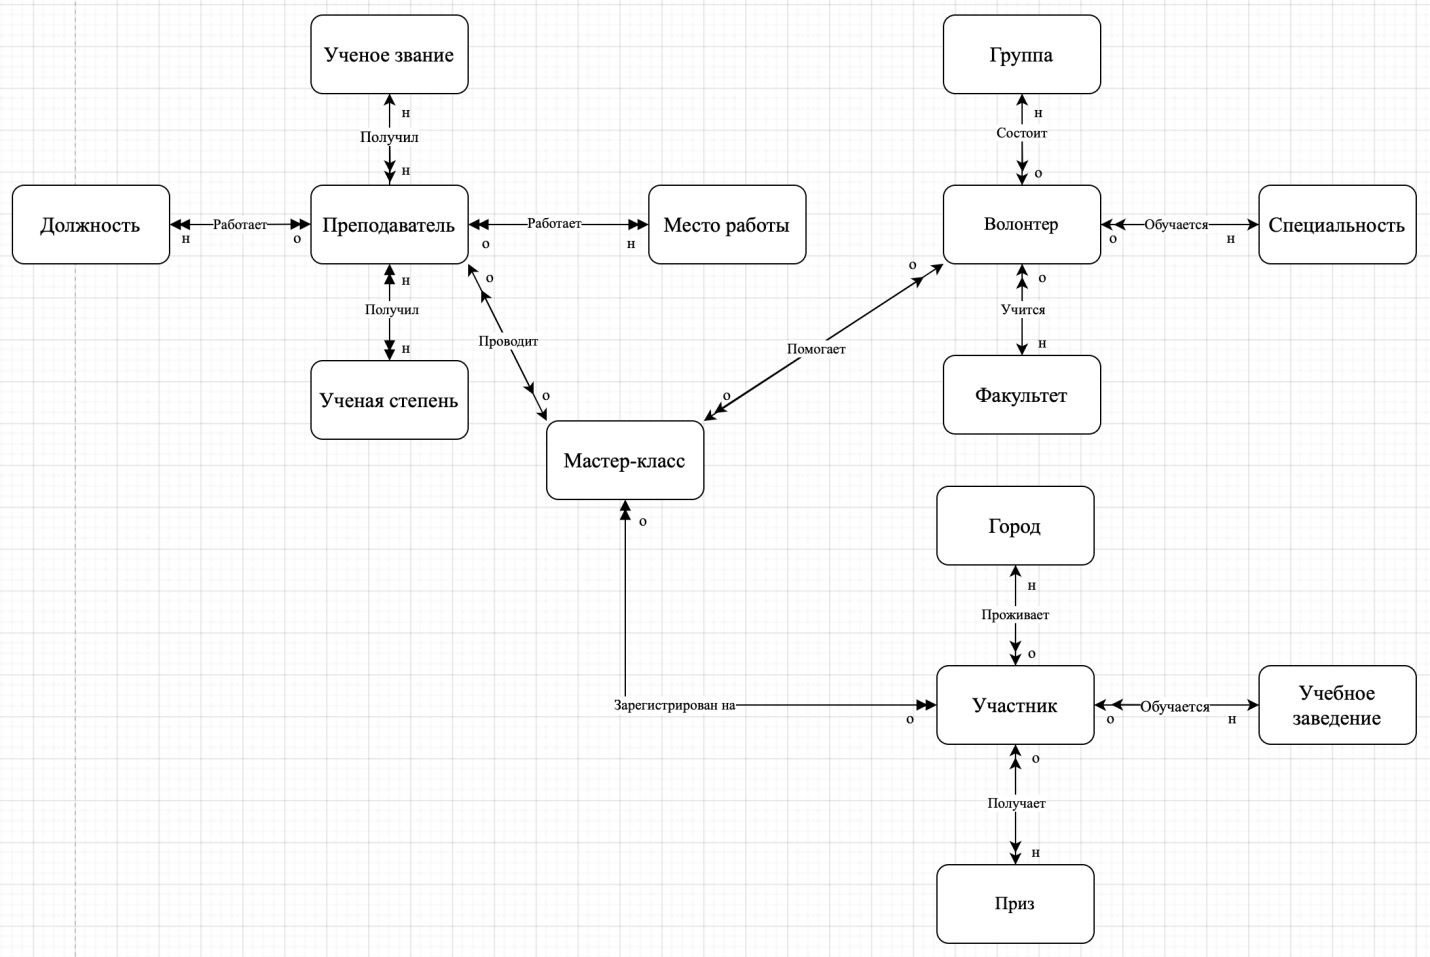 Ученое звание
Группа
н
н
Получил
Состоит
н
о
Должность
Работает
Преподаватель
Работает
Место работы
Волонтер
Обучается
Специальность
н
о
о
н
о
н
н
о
о
о
Получил
Учится
Проводит
н
н
Помогает
о
о
Ученая степень
Факультет
Мастер-класс
о
Город
н
Проживает
о
Зарегистрирован на
Участник
Обучается
Учебное
заведение
о
о
н
о
Получает
н
Приз